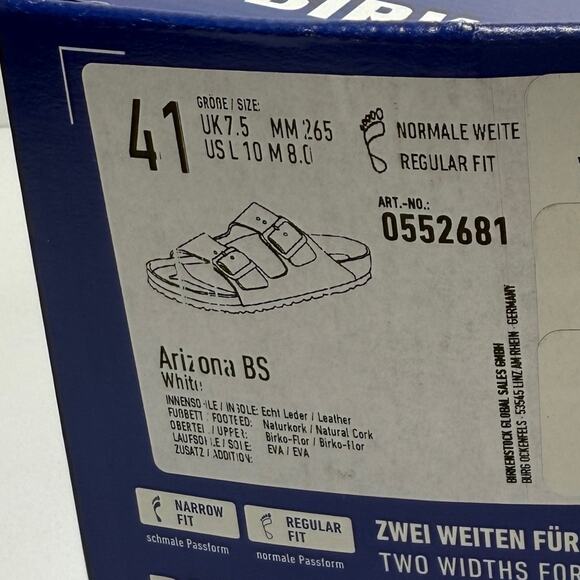 BIRK
41
GRÖßE / SIZE:
UK 7.5 MM 265
US L 10 M 8.0
NORMALE WEITE
REGULAR FIT
ART.-NO.:
0552681
Arizona BS
White
INNENSOHLE / INSOLE: Echt Leder / Leather
FUßBETT / FOOTBED: Naturkork / Natural Cork
OBERTEIL / UPPER: Birko-Flor / Birko-flor
LAUFSOHLE / SOLE: EVA / EVA
ZUSATZ / ADDITION:
BIRKENSTOCK GLOBAL SALES GMBH
BURG OCKENFELS · 53545 LINZ AM RHEIN · GERMANY
NARROW
FIT
schmale Passform
REGULAR
FIT
normale Passform
ZWEI WEITEN FÜR
TWO WIDTHS FOR